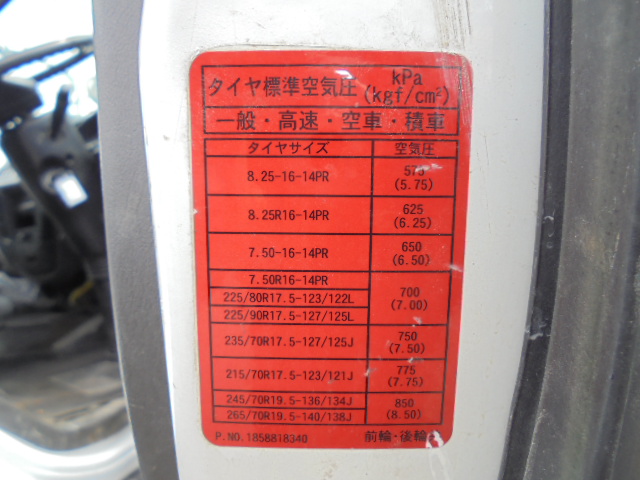 タイヤ標準空気圧 kPa (kgf/cm²)
一般・高速・空車・積車
タイヤサイズ 空気圧
8.25-16-14PR 575 (5.75)
8.25R16-14PR 625 (6.25)
7.50-16-14PR 650 (6.50)
7.50R16-14PR
225/80R17.5-123/122L 700 (7.00)
225/90R17.5-127/125L
235/70R17.5-127/125J 750 (7.50)
215/70R17.5-123/121J 775 (7.75)
245/70R19.5-136/134J 850 (8.50)
265/70R19.5-140/138J
P.NO.1858818340 前輪・後輪